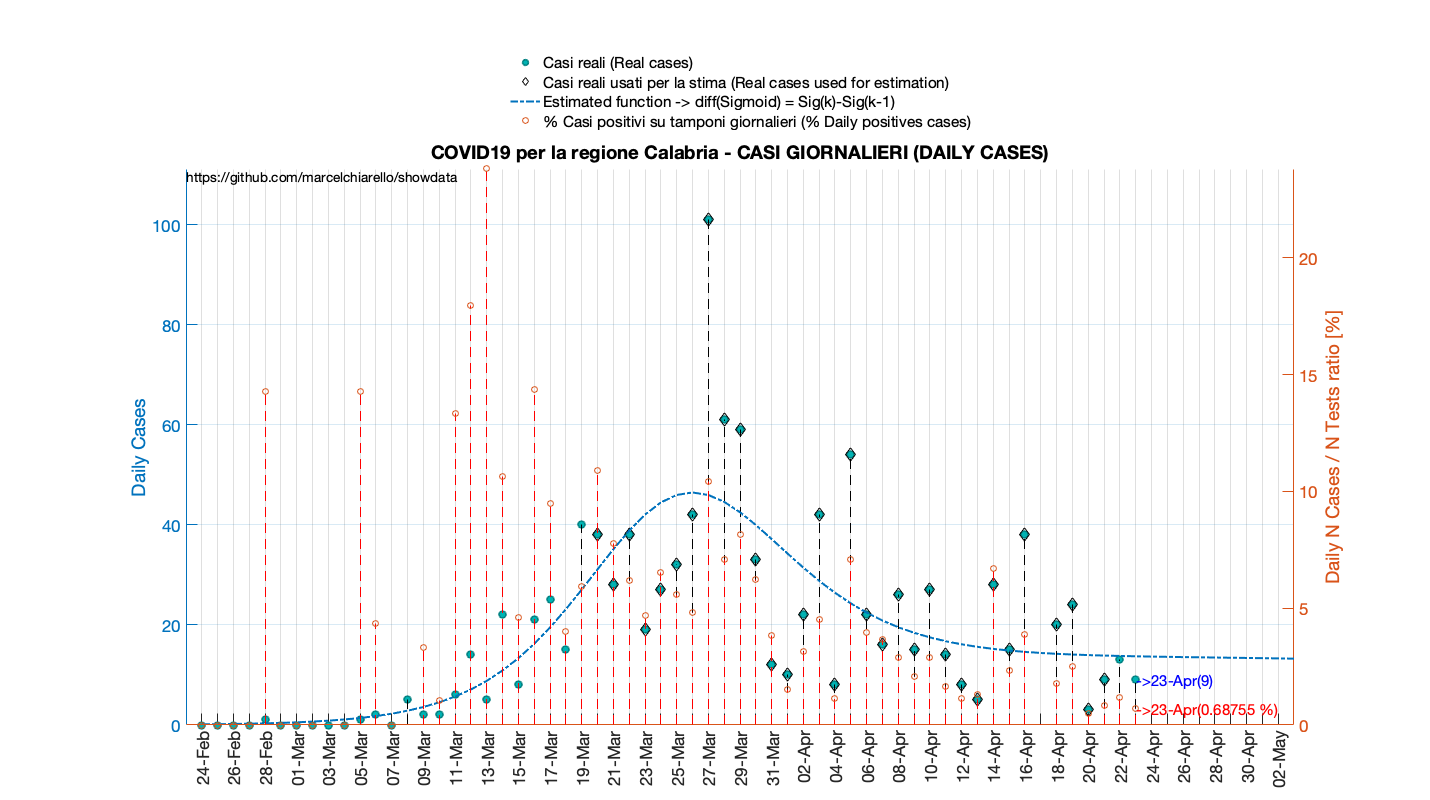 Casi reali (Real cases)
Casi reali usati per la stima (Real cases used for estimation)
Estimated function -> diff(Sigmoid) = Sig(k)-Sig(k-1)
% Casi positivi su tamponi giornalieri (% Daily positives cases)
COVID19 per la regione Calabria - CASI GIORNALIERI (DAILY CASES)
https://github.com/marcelchiarello/showdata
Daily Cases
100
80
60
40
20
0
20
15
10
5
0
Daily N Cases / N Tests ratio [%]
->23-Apr(9)
->23-Apr(0.68755 %)
24-Feb
26-Feb
28-Feb
01-Mar
03-Mar
05-Mar
07-Mar
09-Mar
11-Mar
13-Mar
15-Mar
17-Mar
19-Mar
21-Mar
23-Mar
25-Mar
27-Mar
29-Mar
31-Mar
02-Apr
04-Apr
06-Apr
08-Apr
10-Apr
12-Apr
14-Apr
16-Apr
18-Apr
20-Apr
22-Apr
24-Apr
26-Apr
28-Apr
30-Apr
02-May